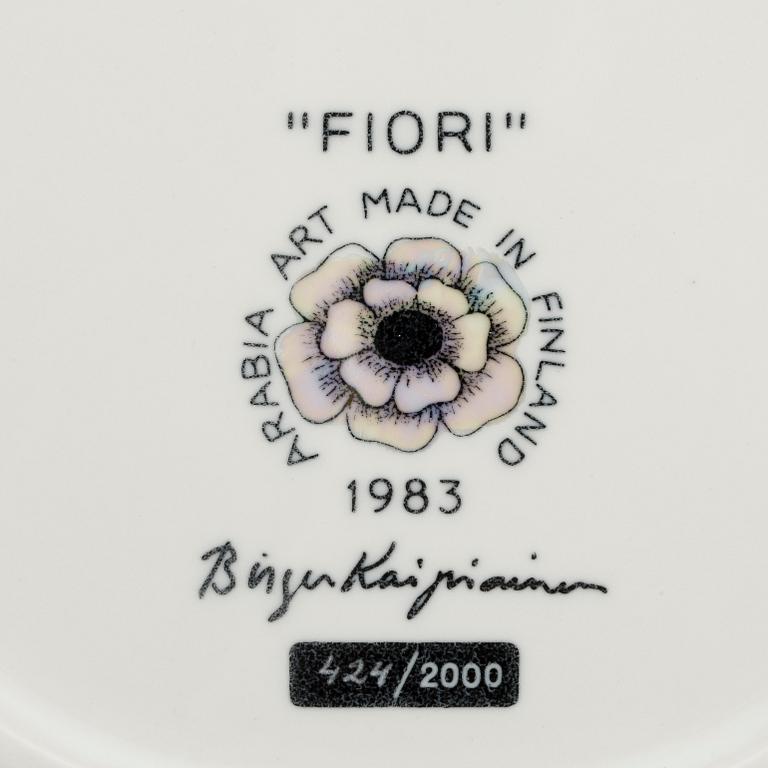 "FIORI"
ARABIA ART MADE IN FINLAND
1983
Birger Kaipiainen
424/2000